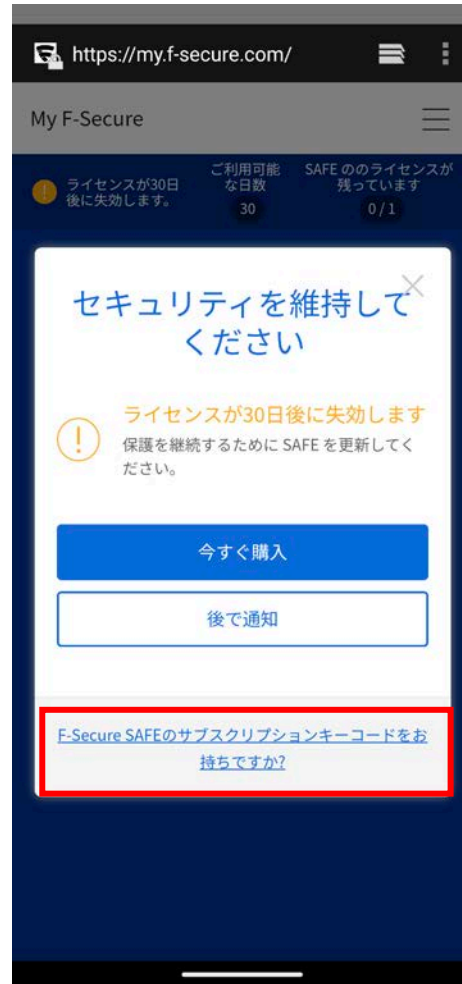 https://my.f-secure.com/
My F-Secure
ライセンスが30日
後に失効します。
ご利用可能
な日数
30
SAFE ののライセンスが
残っています
0 / 1
セキュリティを維持して
ください
ライセンスが30日後に失効します
保護を継続するために SAFE を更新してく
ださい。
今すぐ購入
後で通知
F-Secure SAFEのサブスクリプションキーコードをお
持ちですか?